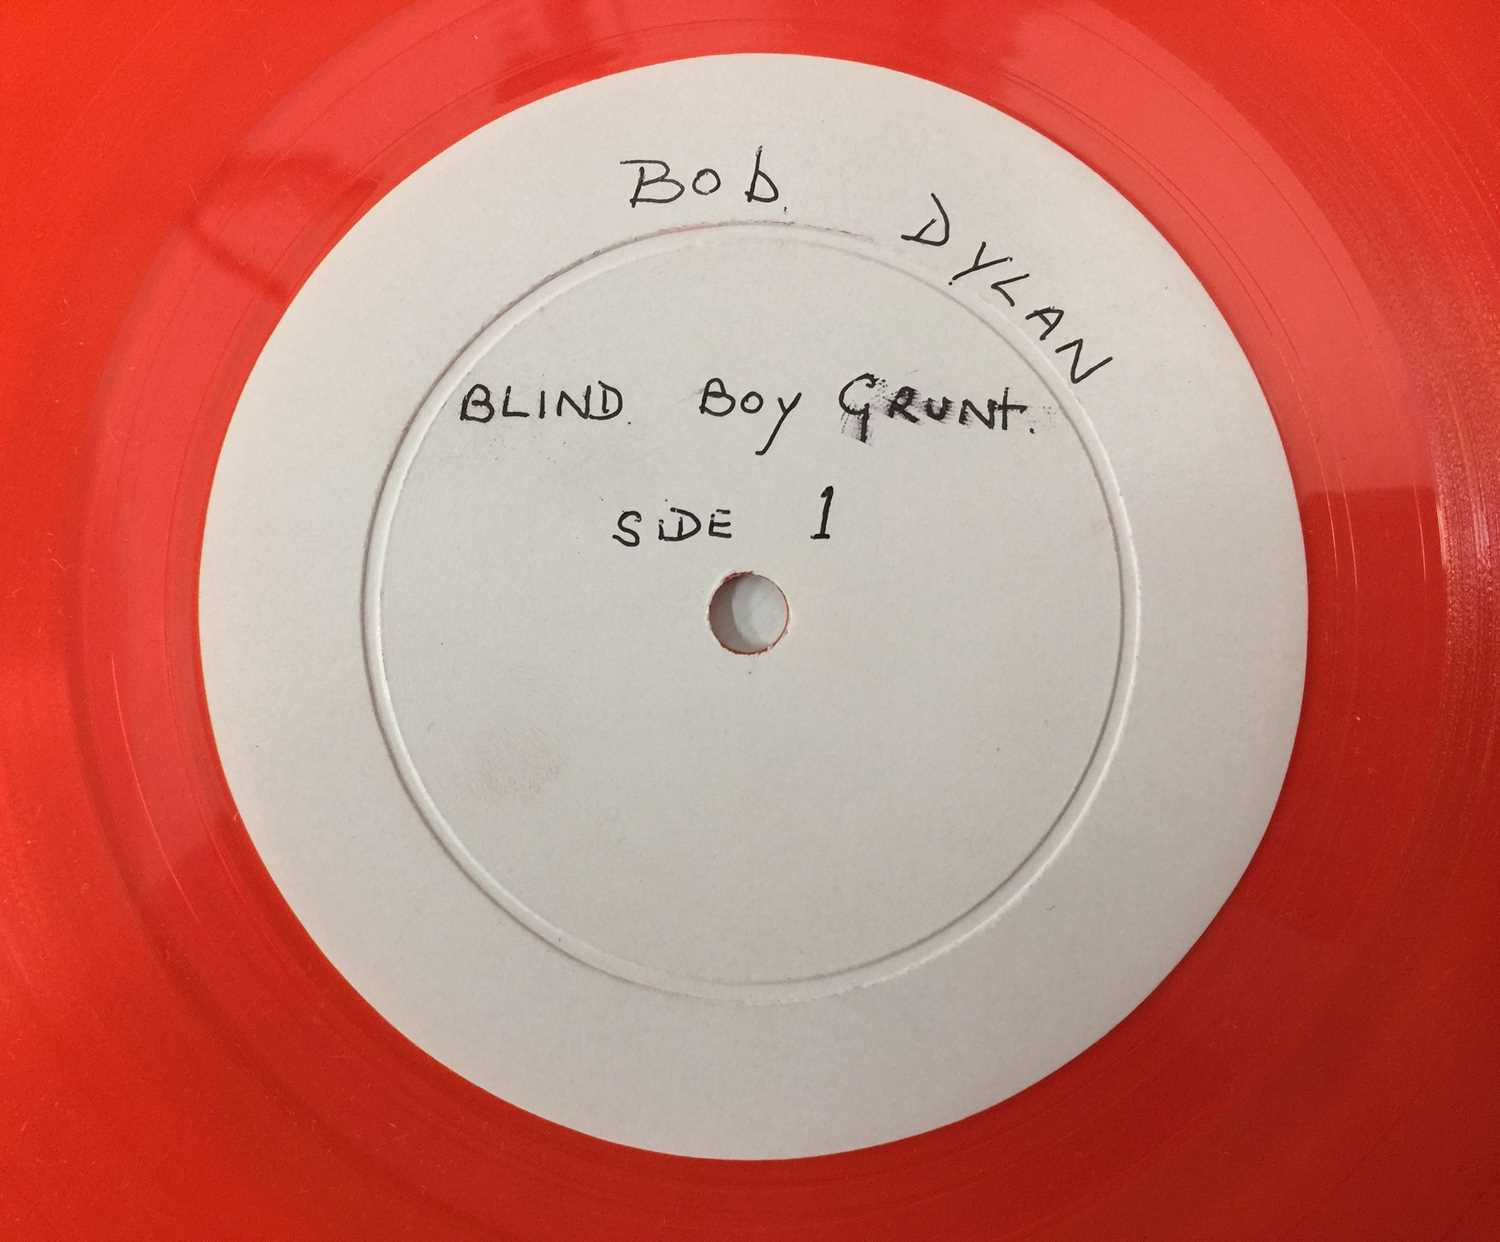 Bob. DYLAN
BLIND. Boy GRUNt.
SiDE 1